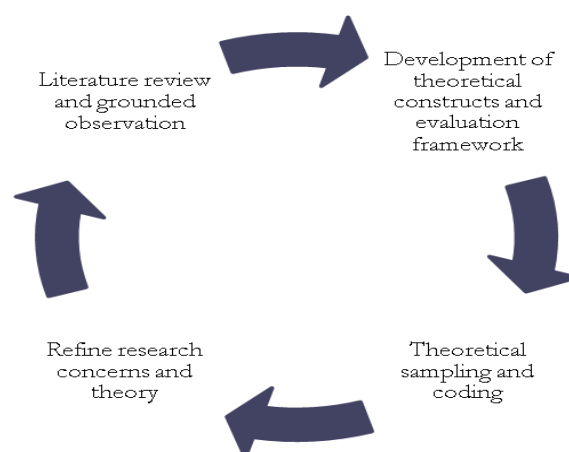 Literature review
and grounded
observation
Development of
theoretical
constructs and
evaluation
framework
Theoretical
sampling and
coding
Refine research
concerns and
theory